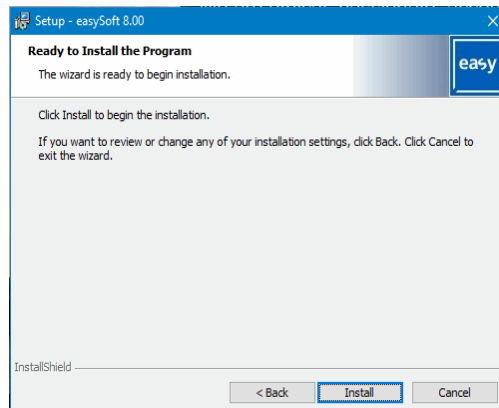 Setup - easySoft 8.00
Ready to Install the Program
The wizard is ready to begin installation.
easy
Click Install to begin the installation.
If you want to review or change any of your installation settings, click Back. Click Cancel to
exit the wizard.
InstallShield
< Back
Install
Cancel